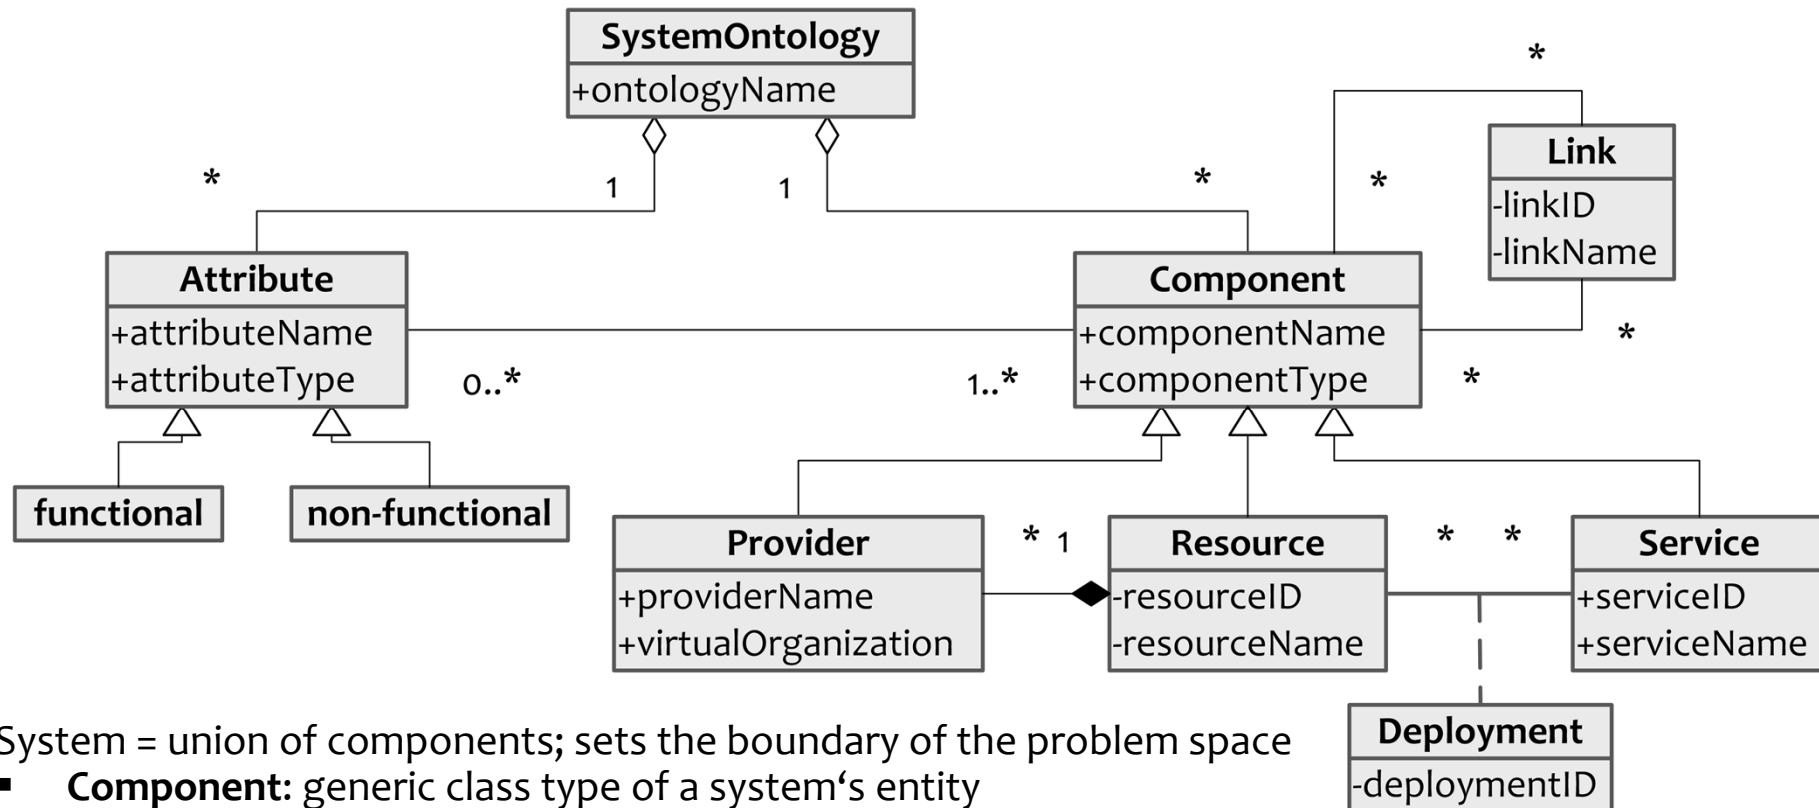 SystemOntology
+ontologyName
*
Link
-linkID
-linkName
*
1
1
*
*
Attribute
+attributeName
+attributeType
Component
+componentName
+componentType
*
0..*
1..*
*
functional
non-functional
Provider
+providerName
+virtualOrganization
* 1
Resource
-resourceID
-resourceName
* *
Service
+serviceID
+serviceName
Deployment
-deploymentID
System = union of components; sets the boundary of the problem space
▪ Component: generic class type of a system‘s entity